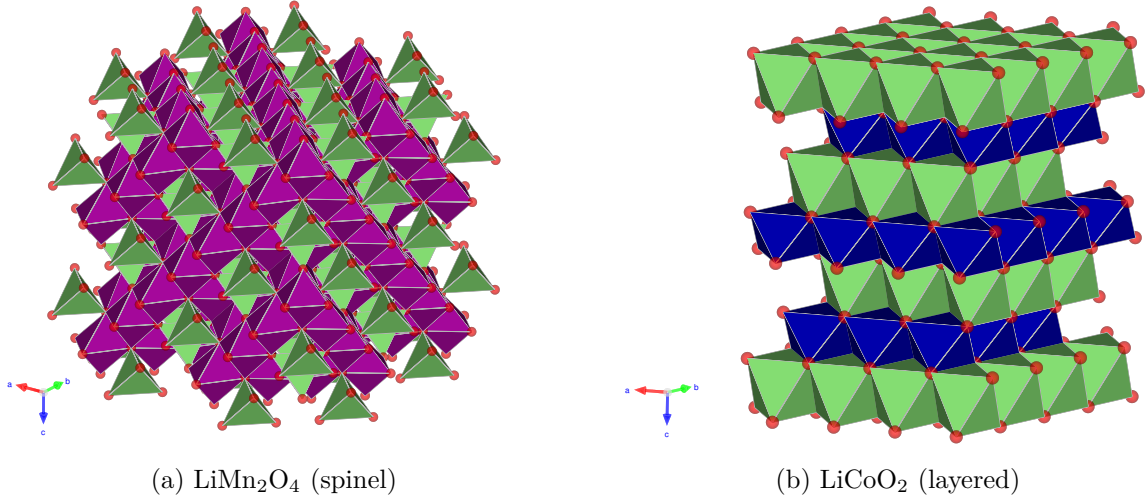 a b
c
a b
c
(a) LiMn₂O₄ (spinel)
(b) LiCoO₂ (layered)